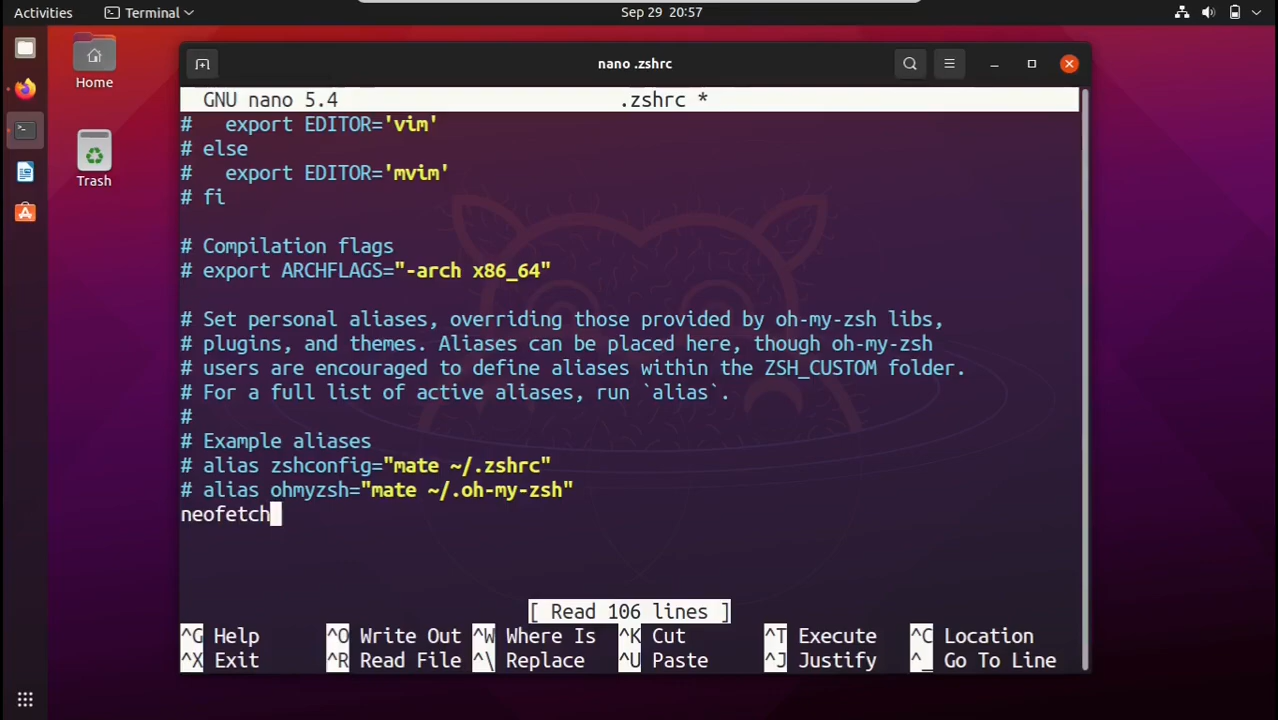 Activities
Terminal
Sep 29 20:57
Home
Trash
nano .zshrc
GNU nano 5.4 .zshrc *
#   export EDITOR='vim'
# else
#   export EDITOR='mvim'
# fi
# Compilation flags
# export ARCHFLAGS="-arch x86_64"
# Set personal aliases, overriding those provided by oh-my-zsh libs,
# plugins, and themes. Aliases can be placed here, though oh-my-zsh
# users are encouraged to define aliases within the ZSH_CUSTOM folder.
# For a full list of active aliases, run `alias`.
#
# Example aliases
# alias zshconfig="mate ~/.zshrc"
# alias ohmyzsh="mate ~/.oh-my-zsh"
neofetch
[ Read 106 lines ]
^G Help ^O Write Out ^W Where Is ^K Cut ^T Execute ^C Location
^X Exit ^R Read File ^\ Replace ^U Paste ^J Justify ^_ Go To Line